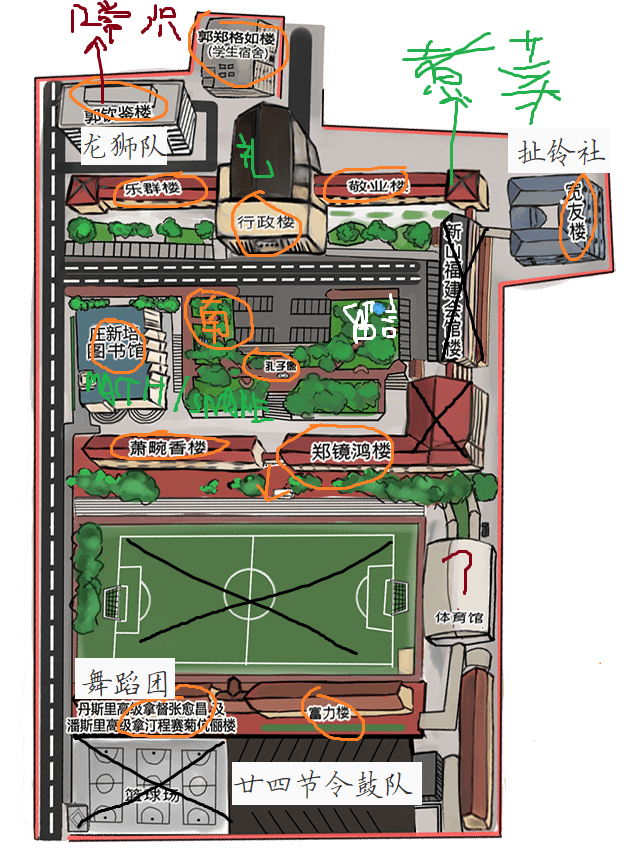 常识
郭郑格如楼
(学生宿舍)
郭钦鉴楼
龙狮队
礼
扯铃社
乐群楼
敬业楼
宽友楼
行政楼
新山福建会馆楼
庄新培
图书馆
孔子像
MATH/
萧畹香楼
郑镜鸿楼
?
体育馆
舞蹈团
丹斯里高级拿督张愈昌 及
潘斯里高级拿汀程赛菊伉俪楼
富力楼
篮球场
廿四节令鼓队